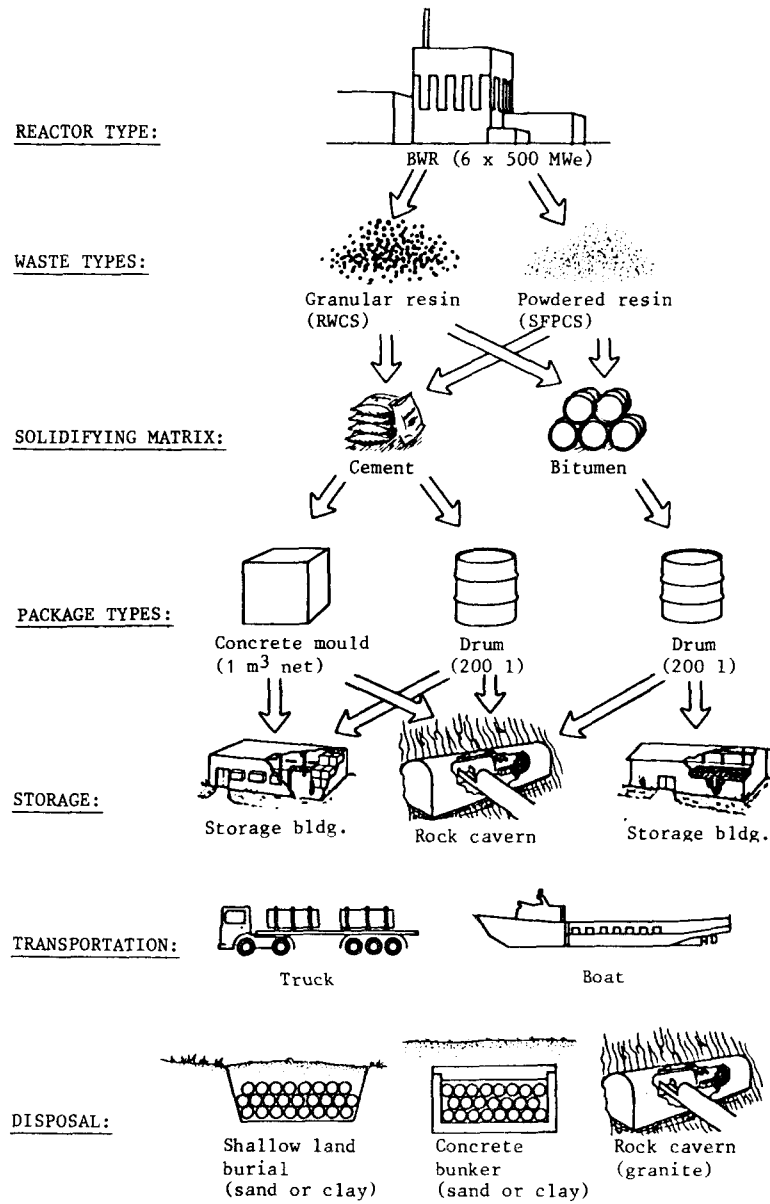 REACTOR TYPE:
BWR (6 x 500 MWe)
WASTE TYPES:
Granular resin
(RWCS)
Powdered resin
(SFPCS)
SOLIDIFYING MATRIX:
Cement
Bitumen
PACKAGE TYPES:
Concrete mould
(1 m³ net)
Drum
(200 l)
Drum
(200 l)
STORAGE:
Storage bldg.
Rock cavern
Storage bldg.
TRANSPORTATION:
Truck
Boat
DISPOSAL:
Shallow land
burial
(sand or clay)
Concrete
bunker
(sand or clay)
Rock cavern
(granite)